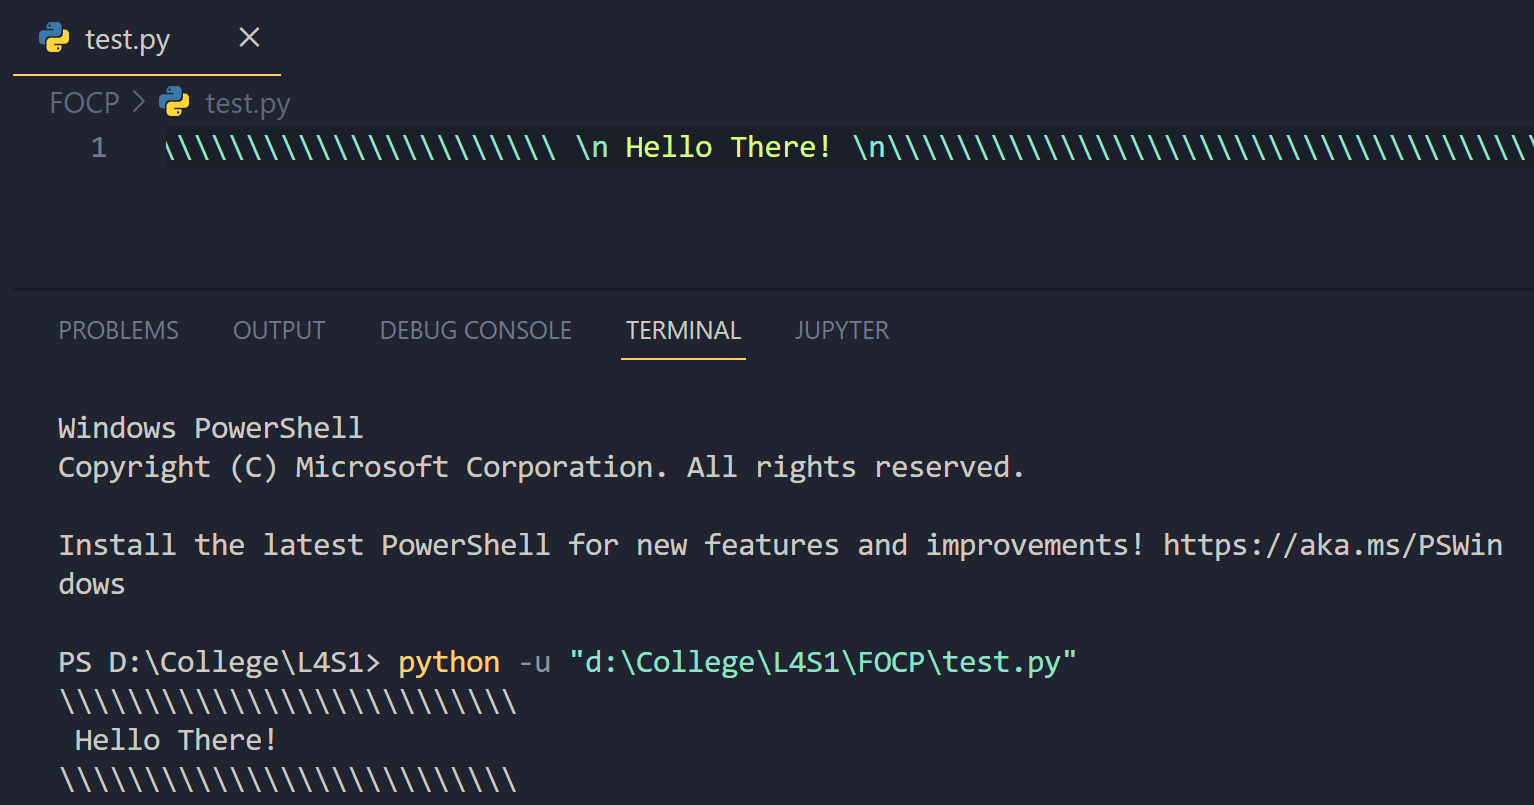 test.py
FOCP > test.py
1 \\\\\\\\\\\\\\\\\\\\\\\ \n Hello There! \n\\\\\\\\\\\\\\\\\\\\\\\\\\\\\\\\\\\\\\
PROBLEMS OUTPUT DEBUG CONSOLE TERMINAL JUPYTER
Windows PowerShell
Copyright (C) Microsoft Corporation. All rights reserved.
Install the latest PowerShell for new features and improvements! https://aka.ms/PSWin
dows
PS D:\College\L4S1> python -u "d:\College\L4S1\FOCP\test.py"
\\\\\\\\\\\\\\\\\\\\\\\\\\\
Hello There!
\\\\\\\\\\\\\\\\\\\\\\\\\\\